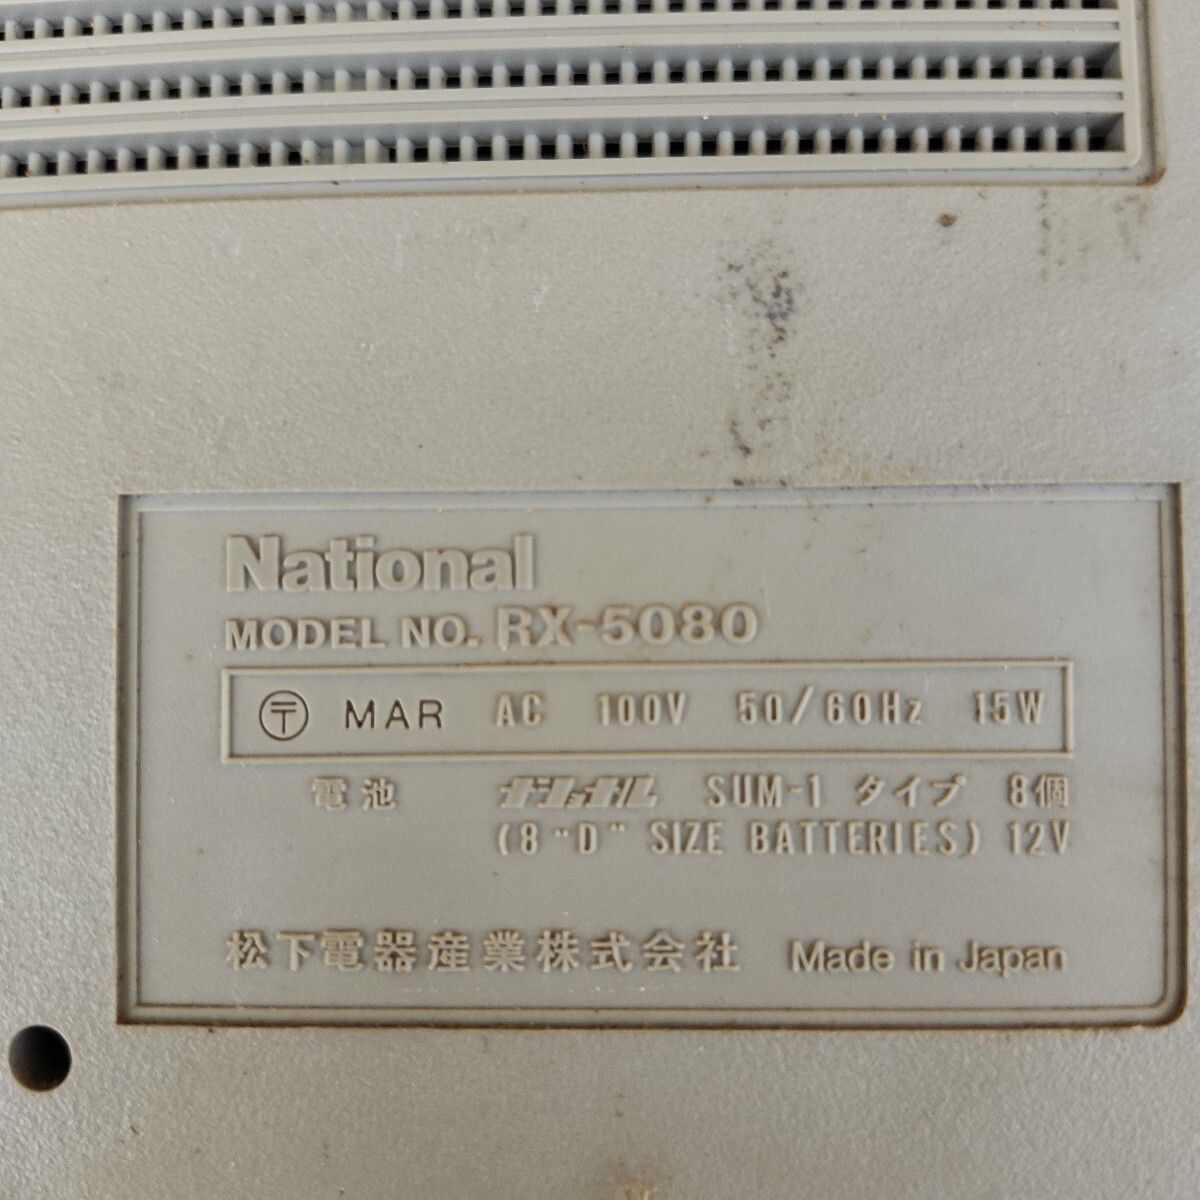 National
MODEL NO. RX-5080
〒 MAR AC 100V 50/60Hz 15W
電池 ナショナル SUM-1 タイプ 8個
(8 "D" SIZE BATTERIES) 12V
松下電器産業株式会社 Made in Japan